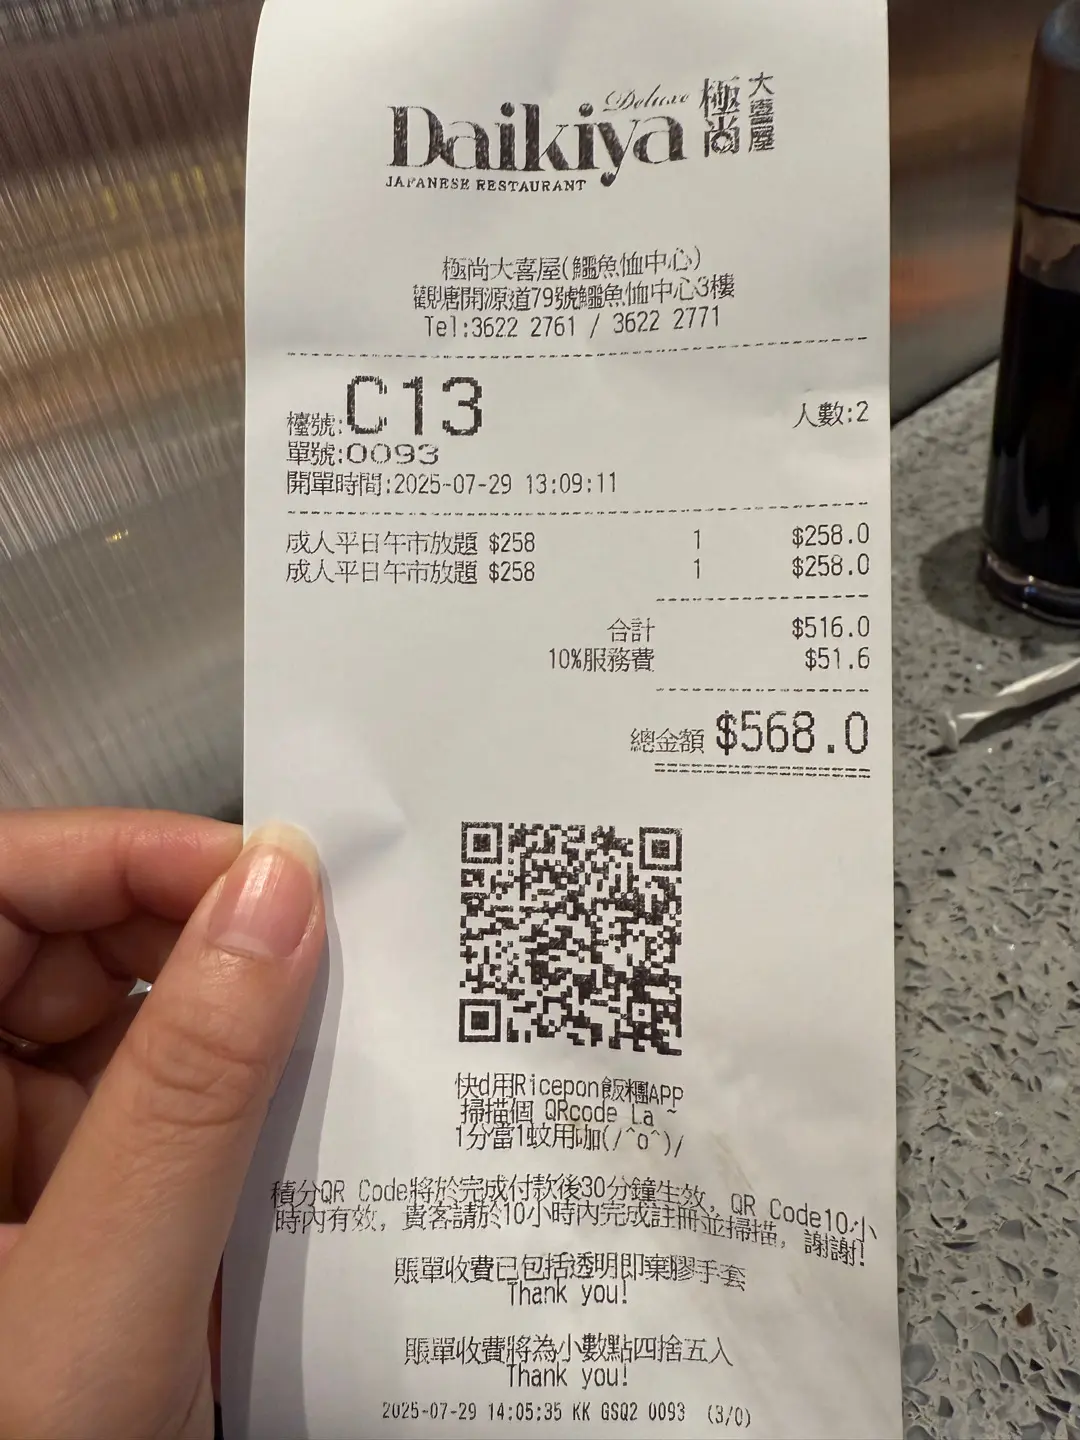 Deluxe
Daikiya 極尚 大喜屋
JAPANESE RESTAURANT
極尚大喜屋(鱷魚恤中心)
觀塘開源道79號鱷魚恤中心3樓
Tel:3622 2761 / 3622 2771
檯號:C13 人數:2
單號:0093
開單時間:2025-07-29 13:09:11
成人平日午市放題 $258 1 $258.0
成人平日午市放題 $258 1 $258.0
合計 $516.0
10%服務費 $51.6
總金額 $568.0
快d用Ricepon飯糰APP
掃描個 QRcode La ~
1分當1蚊用㗎(/^o^)/
積分QR Code將於完成付款後30分鐘生效, QR Code10小
時內有效, 貴客請於10小時內完成註冊並掃描, 謝謝!
賬單收費已包括透明即棄膠手套
Thank you!
賬單收費將為小數點四捨五入
Thank you!
2025-07-29 14:05:35 KK GSQ2 0093 (3/0)